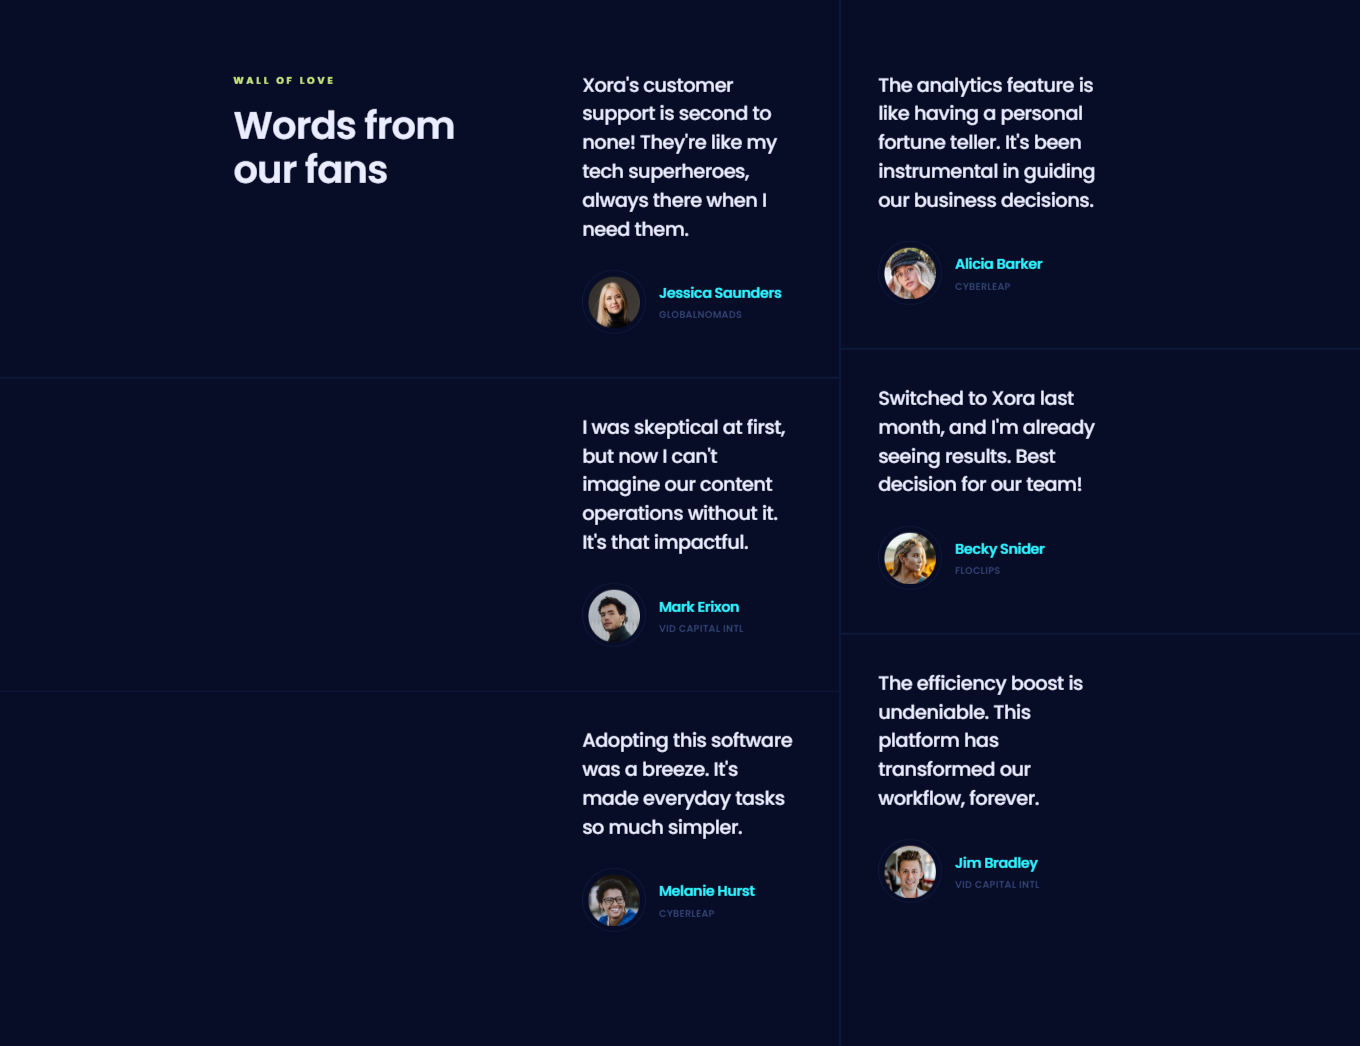 WALL OF LOVE
Words from
our fans
Xora's customer
support is second to
none! They're like my
tech superheroes,
always there when I
need them.
Jessica Saunders
GLOBALNOMADS
I was skeptical at first,
but now I can't
imagine our content
operations without it.
It's that impactful.
Mark Erixon
VID CAPITAL INTL
Adopting this software
was a breeze. It's
made everyday tasks
so much simpler.
Melanie Hurst
CYBERLEAP
The analytics feature is
like having a personal
fortune teller. It's been
instrumental in guiding
our business decisions.
Alicia Barker
CYBERLEAP
Switched to Xora last
month, and I'm already
seeing results. Best
decision for our team!
Becky Snider
FLOCLIPS
The efficiency boost is
undeniable. This
platform has
transformed our
workflow, forever.
Jim Bradley
VID CAPITAL INTL